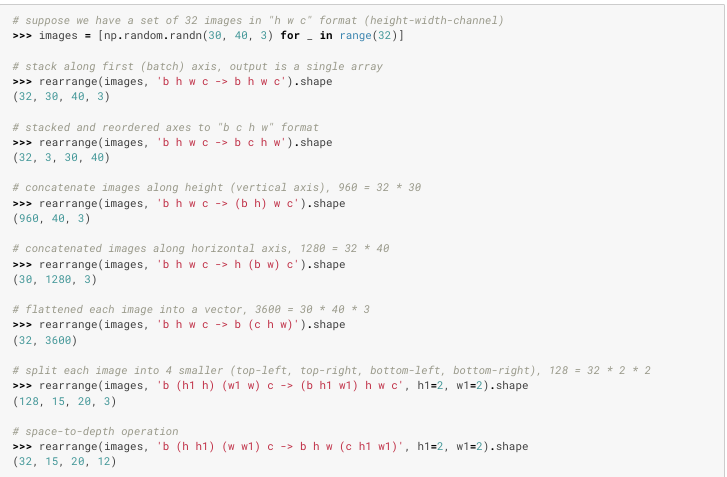 # suppose we have a set of 32 images in "h w c" format (height-width-channel)
>>> images = [np.random.randn(30, 40, 3) for _ in range(32)]

# stack along first (batch) axis, output is a single array
>>> rearrange(images, 'b h w c -> b h w c').shape
(32, 30, 40, 3)

# stacked and reordered axes to "b c h w" format
>>> rearrange(images, 'b h w c -> b c h w').shape
(32, 3, 30, 40)

# concatenate images along height (vertical axis), 960 = 32 * 30
>>> rearrange(images, 'b h w c -> (b h) w c').shape
(960, 40, 3)

# concatenated images along horizontal axis, 1280 = 32 * 40
>>> rearrange(images, 'b h w c -> h (b w) c').shape
(30, 1280, 3)

# flattened each image into a vector, 3600 = 30 * 40 * 3
>>> rearrange(images, 'b h w c -> b (c h w)').shape
(32, 3600)

# split each image into 4 smaller (top-left, top-right, bottom-left, bottom-right), 128 = 32 * 2 * 2
>>> rearrange(images, 'b (h1 h) (w1 w) c -> (b h1 w1) h w c', h1=2, w1=2).shape
(128, 15, 20, 3)

# space-to-depth operation
>>> rearrange(images, 'b (h h1) (w w1) c -> b h w (c h1 w1)', h1=2, w1=2).shape
(32, 15, 20, 12)